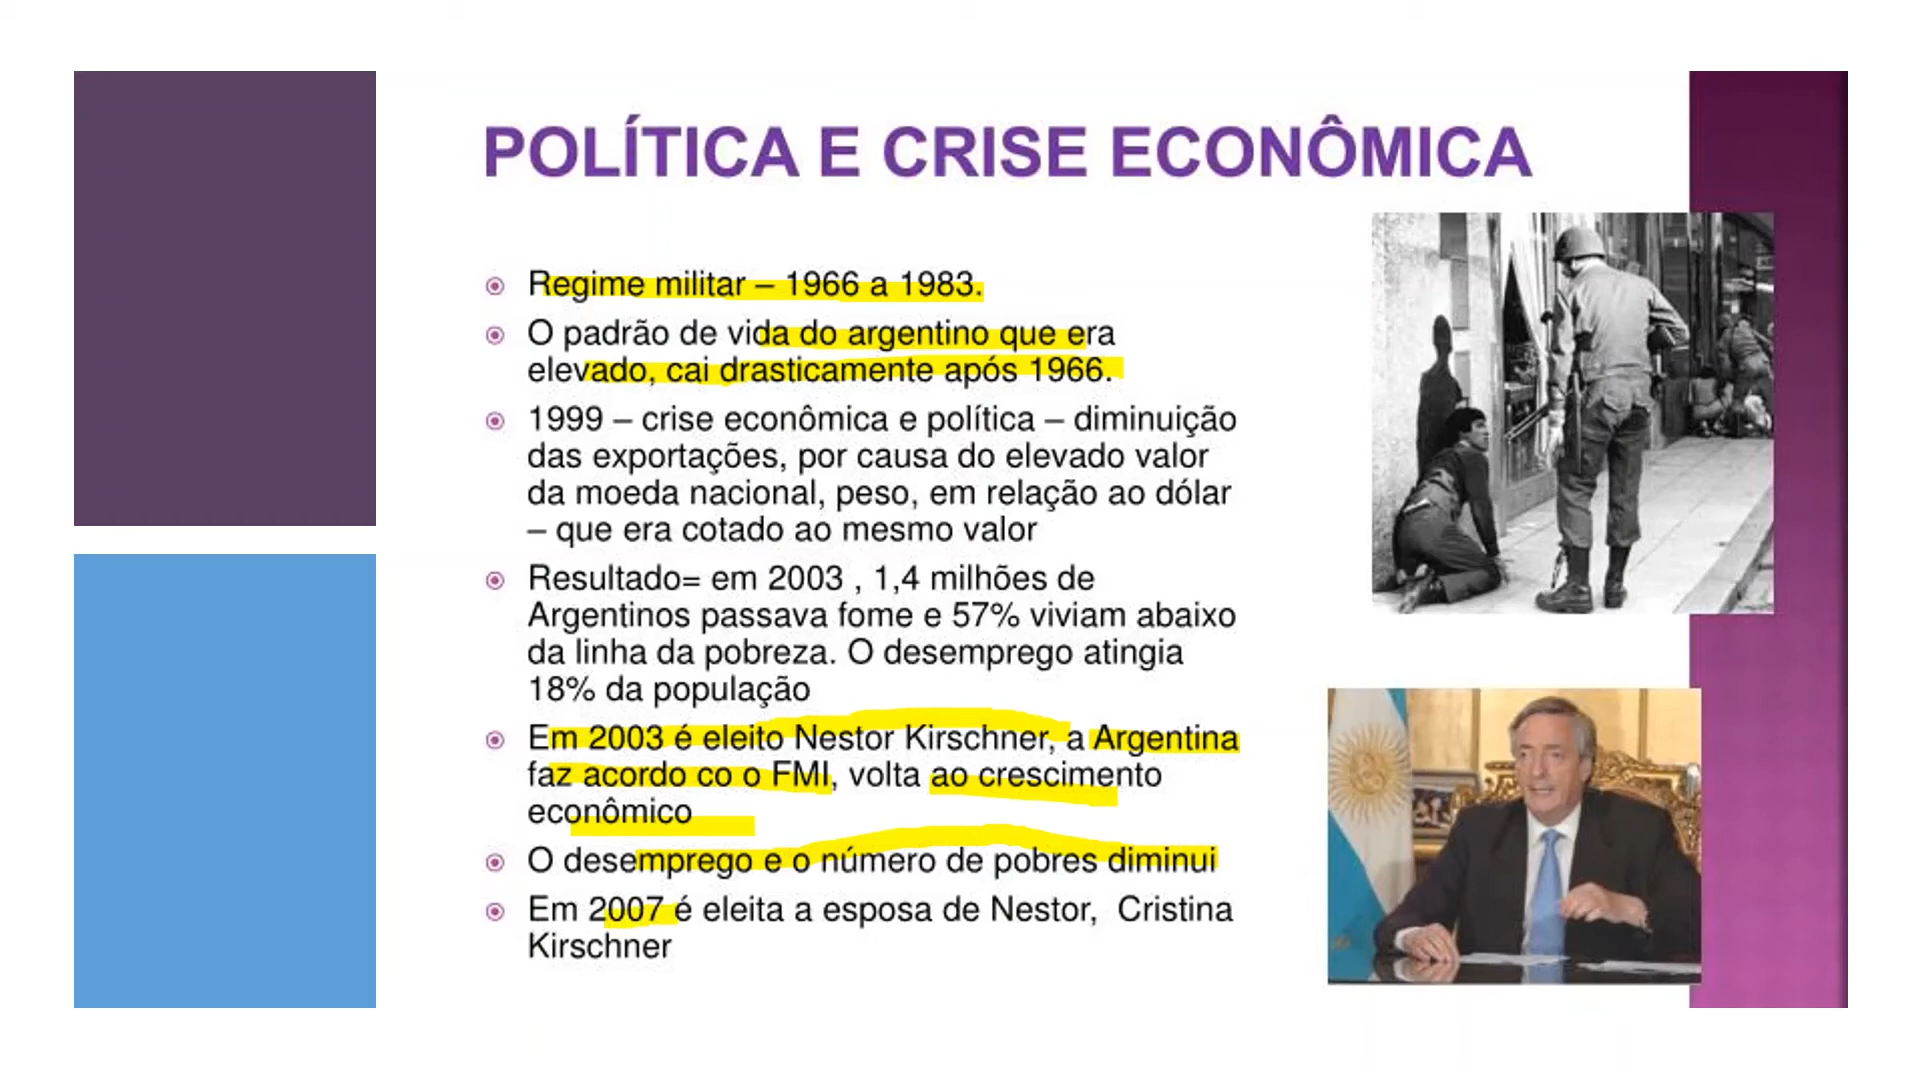 POLÍTICA E CRISE ECONÔMICA
Regime militar – 1966 a 1983.
O padrão de vida do argentino que era
elevado, cai drasticamente após 1966.
1999 – crise econômica e política – diminuição
das exportações, por causa do elevado valor
da moeda nacional, peso, em relação ao dólar
– que era cotado ao mesmo valor
Resultado= em 2003 , 1,4 milhões de
Argentinos passava fome e 57% viviam abaixo
da linha da pobreza. O desemprego atingia
18% da população
Em 2003 é eleito Nestor Kirschner, a Argentina
faz acordo co o FMI, volta ao crescimento
econômico
O desemprego e o número de pobres diminui
Em 2007 é eleita a esposa de Nestor, Cristina
Kirschner